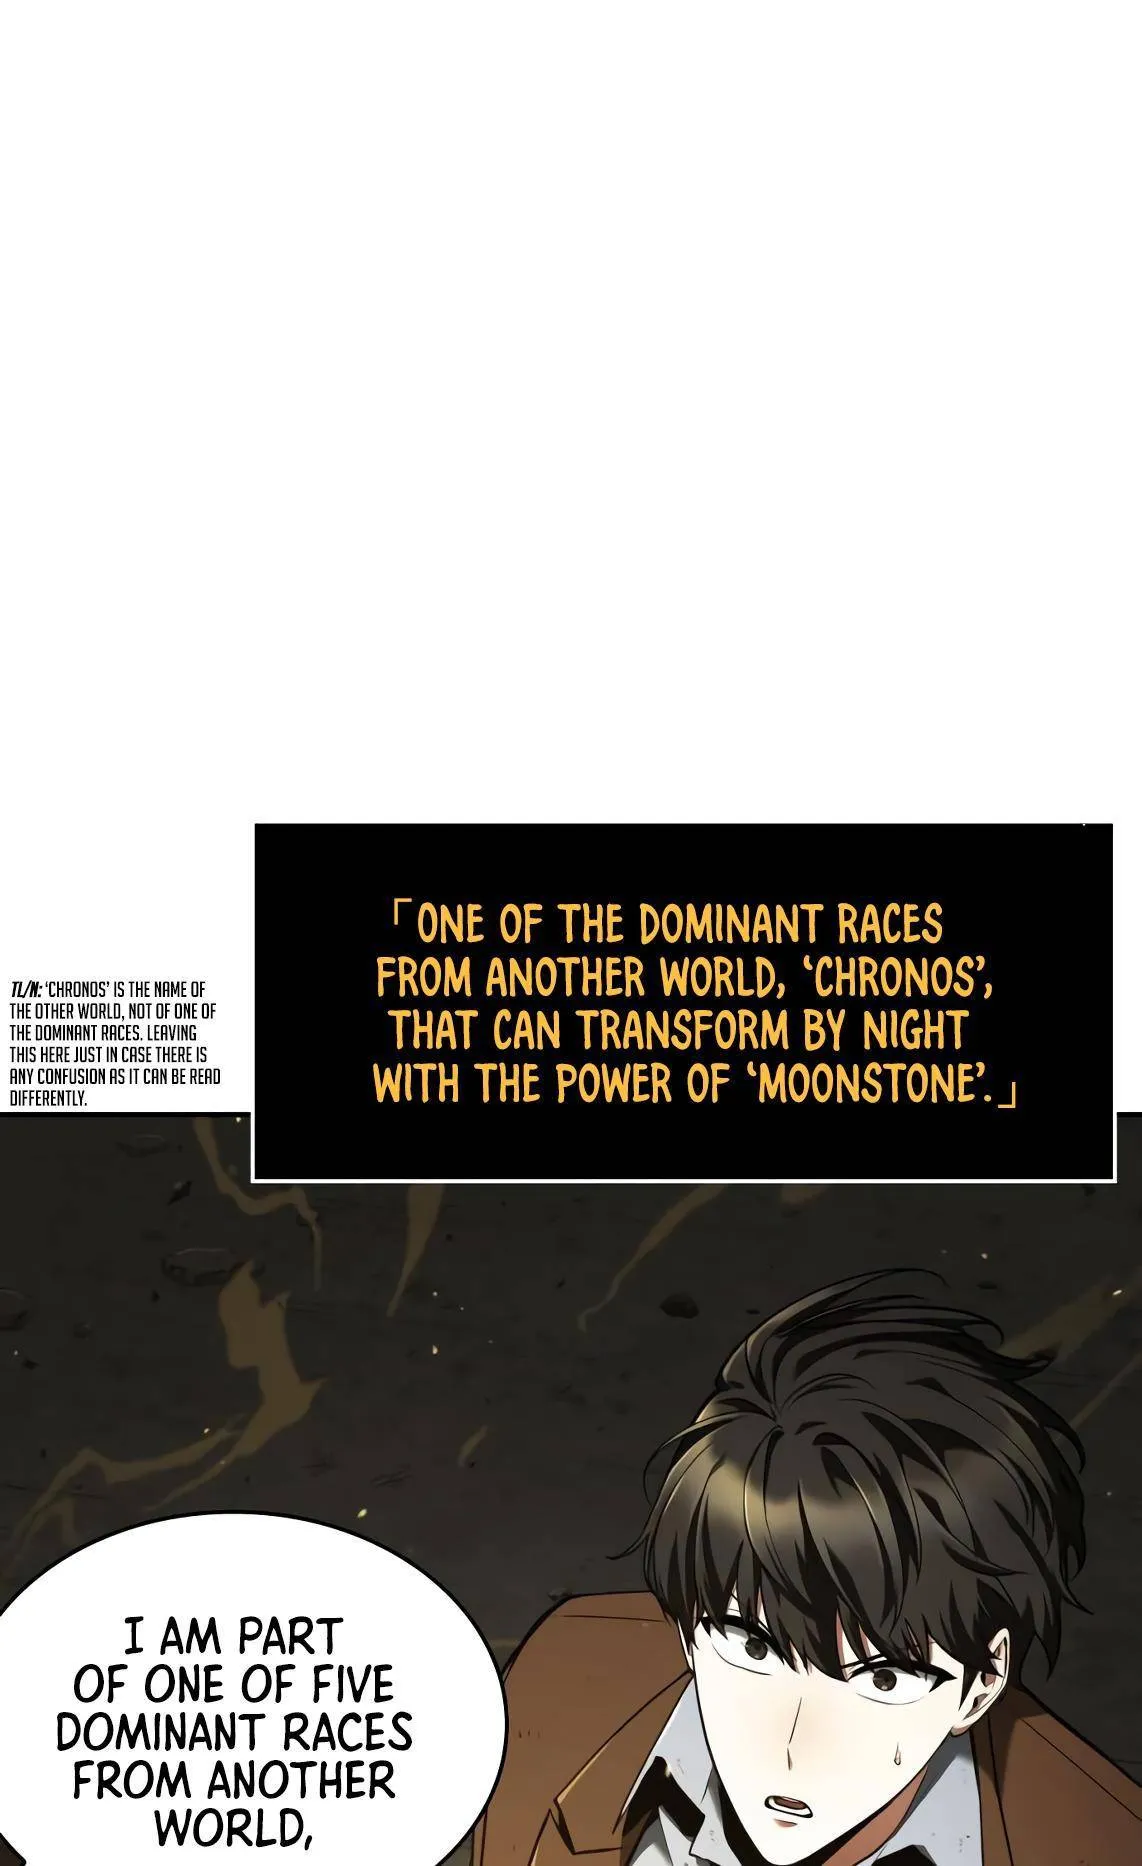 「ONE OF THE DOMINANT RACES
FROM ANOTHER WORLD, ‘CHRONOS’,
THAT CAN TRANSFORM BY NIGHT
WITH THE POWER OF ‘MOONSTONE’.」
TL/N: ‘CHRONOS’ IS THE NAME OF
THE OTHER WORLD, NOT OF ONE OF
THE DOMINANT RACES. LEAVING
THIS HERE JUST IN CASE THERE IS
ANY CONFUSION AS IT CAN BE READ
DIFFERENTLY.
I AM PART
OF ONE OF FIVE
DOMINANT RACES
FROM ANOTHER
WORLD,